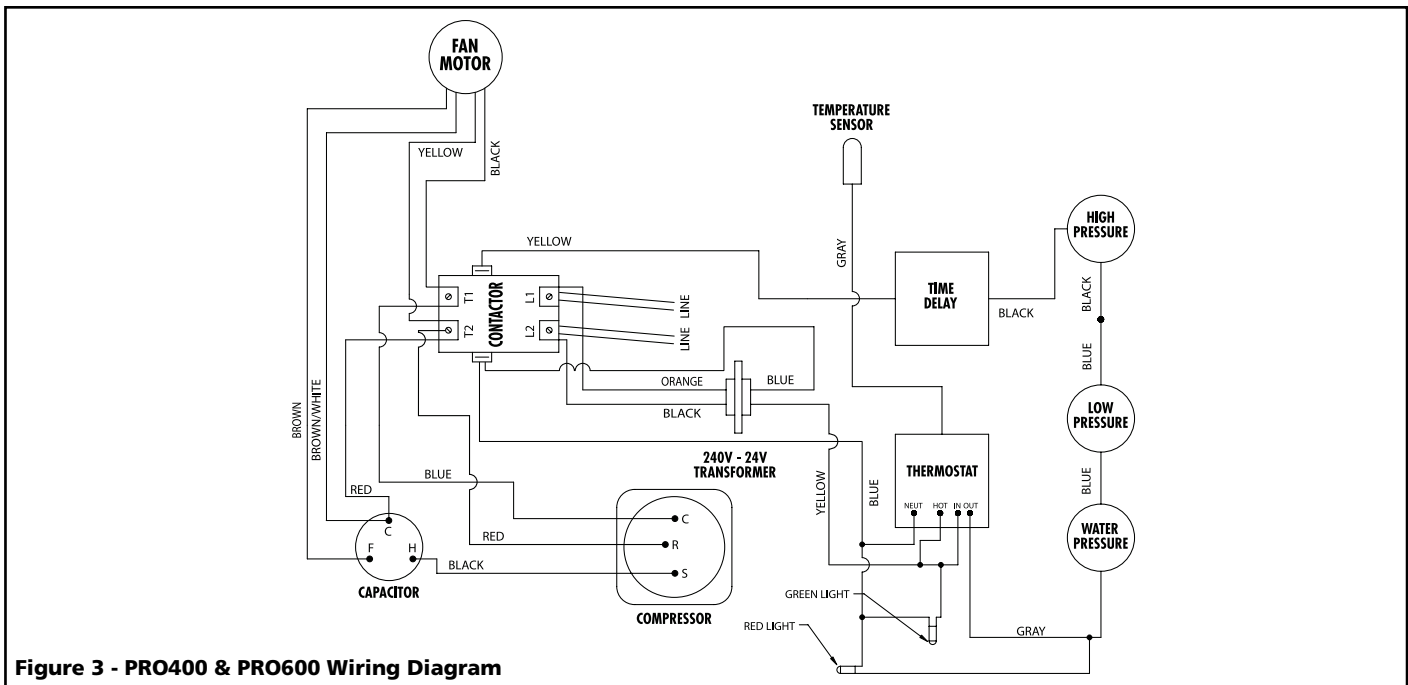 FAN
MOTOR
TEMPERATURE
SENSOR
YELLOW
BLACK
HIGH
PRESSURE
YELLOW
GRAY
TIME
DELAY
BLACK
BLACK
T1
L1
LINE
CONTACTOR
T2
L2
LINE
BLUE
ORANGE
BLUE
BLACK
LOW
PRESSURE
BROWN
BROWN/WHITE
240V - 24V
TRANSFORMER
THERMOSTAT
NEUT HOT IN OUT
BLUE
YELLOW
BLUE
BLUE
RED
RED
C
F
H
CAPACITOR
BLACK
C
R
S
COMPRESSOR
WATER
PRESSURE
GREEN LIGHT
RED LIGHT
GRAY
Figure 3 - PRO400 & PRO600 Wiring Diagram